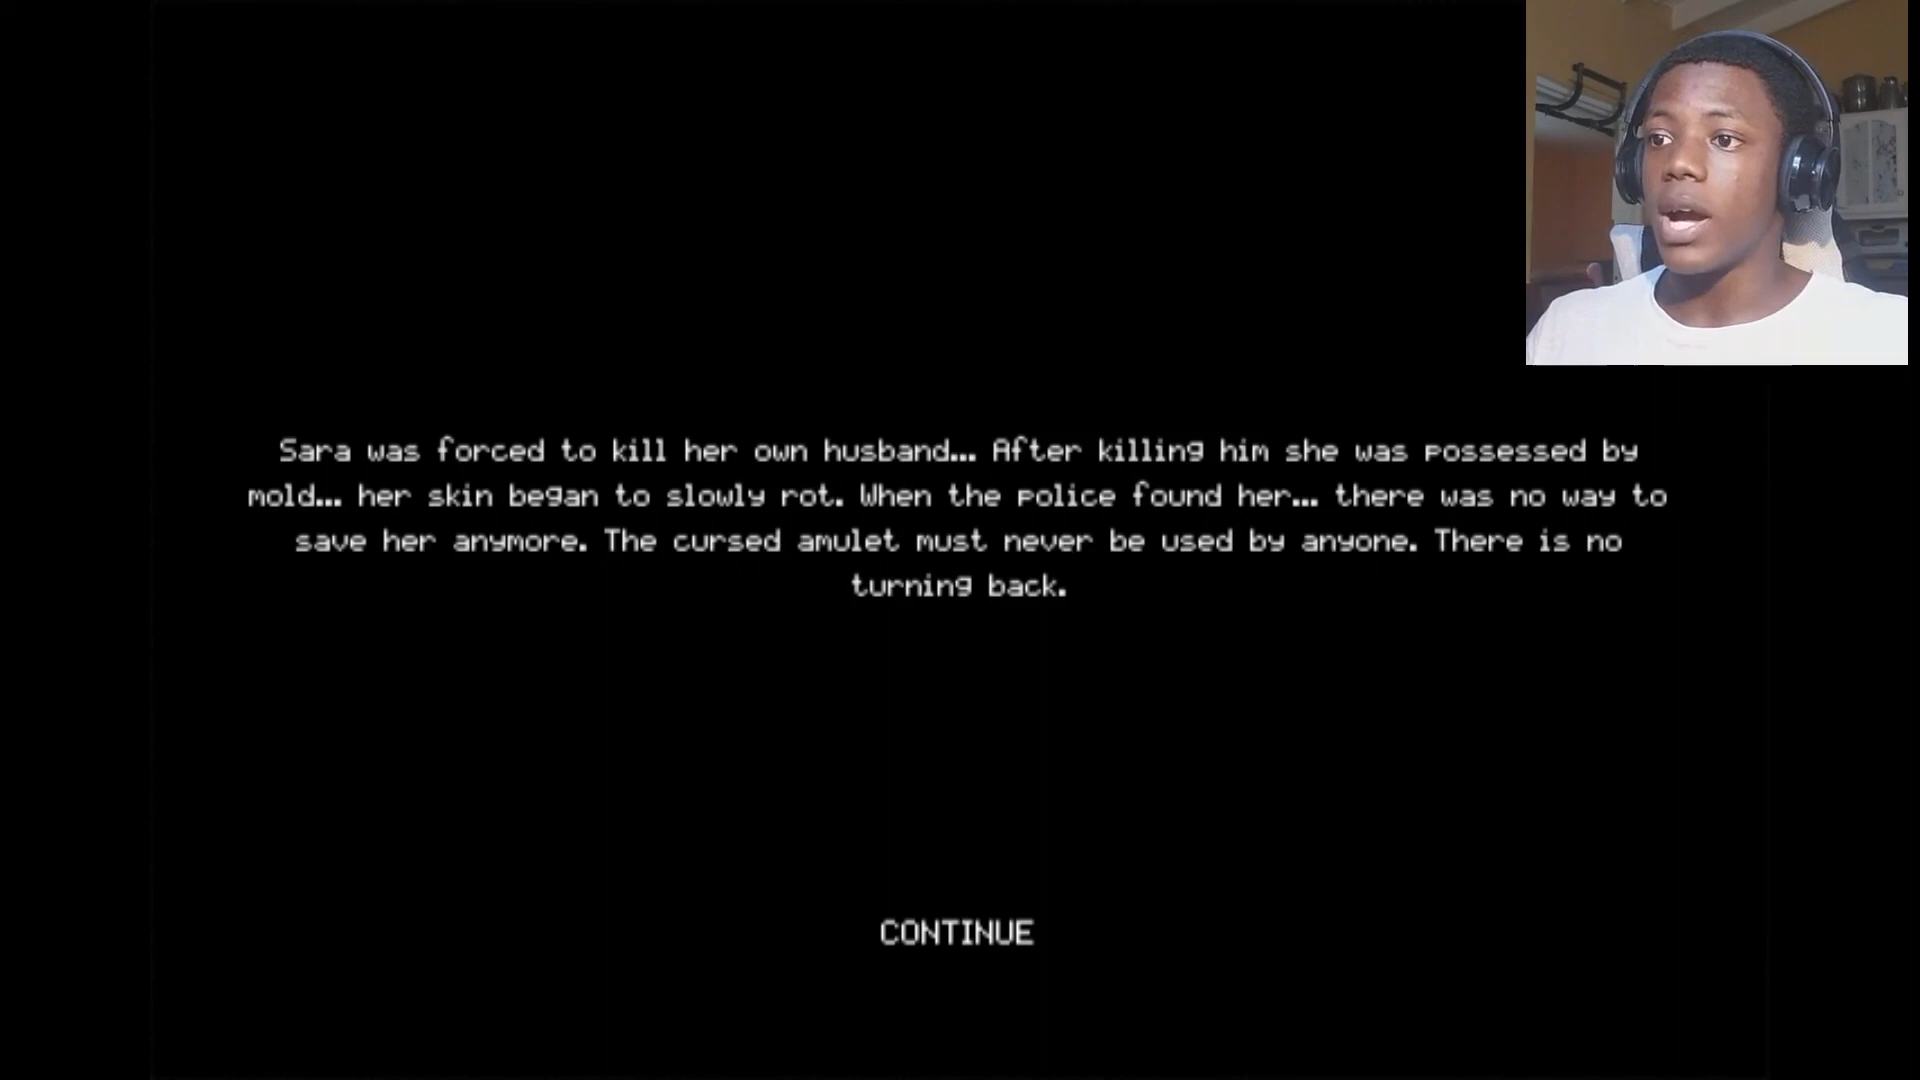 Sara was forced to kill her own husband... After killing him she was possessed by
mold... her skin began to slowly rot. When the police found her... there was no way to
save her anymore. The cursed amulet must never be used by anyone. There is no
turning back.
CONTINUE